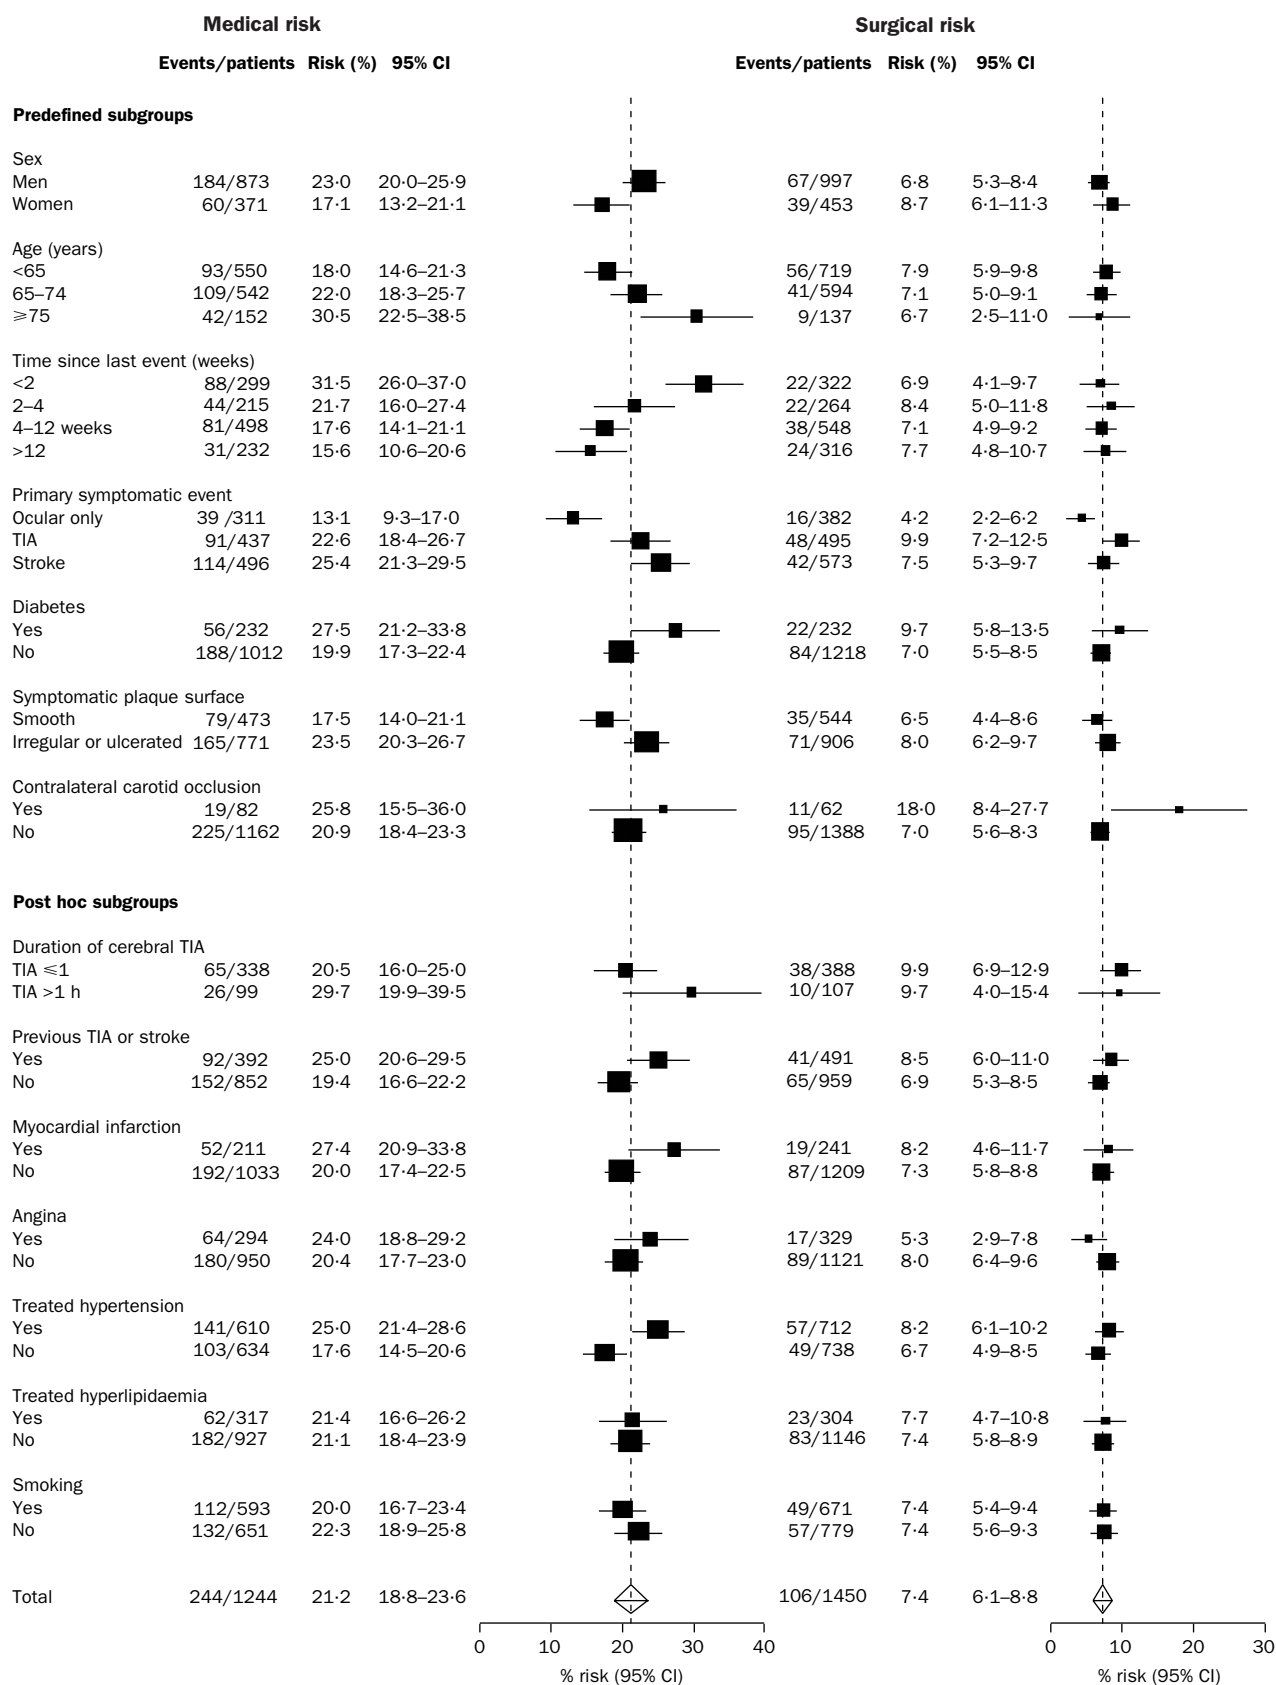 Medical risk Surgical risk
Events/patients Risk (%) 95% CI Events/patients Risk (%) 95% CI
Predefined subgroups
Sex
Men 184/873 23·0 20·0–25·9 67/997 6·8 5·3–8·4
Women 60/371 17·1 13·2–21·1 39/453 8·7 6·1–11·3
Age (years)
<65 93/550 18·0 14·6–21·3 56/719 7·9 5·9–9·8
65–74 109/542 22·0 18·3–25·7 41/594 7·1 5·0–9·1
⩾75 42/152 30·5 22·5–38·5 9/137 6·7 2·5–11·0
Time since last event (weeks)
<2 88/299 31·5 26·0–37·0 22/322 6·9 4·1–9·7
2–4 44/215 21·7 16·0–27·4 22/264 8·4 5·0–11·8
4–12 weeks 81/498 17·6 14·1–21·1 38/548 7·1 4·9–9·2
>12 31/232 15·6 10·6–20·6 24/316 7·7 4·8–10·7
Primary symptomatic event
Ocular only 39 /311 13·1 9·3–17·0 16/382 4·2 2·2–6·2
TIA 91/437 22·6 18·4–26·7 48/495 9·9 7·2–12·5
Stroke 114/496 25·4 21·3–29·5 42/573 7·5 5·3–9·7
Diabetes
Yes 56/232 27·5 21·2–33·8 22/232 9·7 5·8–13·5
No 188/1012 19·9 17·3–22·4 84/1218 7·0 5·5–8·5
Symptomatic plaque surface
Smooth 79/473 17·5 14·0–21·1 35/544 6·5 4·4–8·6
Irregular or ulcerated 165/771 23·5 20·3–26·7 71/906 8·0 6·2–9·7
Contralateral carotid occlusion
Yes 19/82 25·8 15·5–36·0 11/62 18·0 8·4–27·7
No 225/1162 20·9 18·4–23·3 95/1388 7·0 5·6–8·3
Post hoc subgroups
Duration of cerebral TIA
TIA ⩽1 65/338 20·5 16·0–25·0 38/388 9·9 6·9–12·9
TIA >1 h 26/99 29·7 19·9–39·5 10/107 9·7 4·0–15·4
Previous TIA or stroke
Yes 92/392 25·0 20·6–29·5 41/491 8·5 6·0–11·0
No 152/852 19·4 16·6–22·2 65/959 6·9 5·3–8·5
Myocardial infarction
Yes 52/211 27·4 20·9–33·8 19/241 8·2 4·6–11·7
No 192/1033 20·0 17·4–22·5 87/1209 7·3 5·8–8·8
Angina
Yes 64/294 24·0 18·8–29·2 17/329 5·3 2·9–7·8
No 180/950 20·4 17·7–23·0 89/1121 8·0 6·4–9·6
Treated hypertension
Yes 141/610 25·0 21·4–28·6 57/712 8·2 6·1–10·2
No 103/634 17·6 14·5–20·6 49/738 6·7 4·9–8·5
Treated hyperlipidaemia
Yes 62/317 21·4 16·6–26·2 23/304 7·7 4·7–10·8
No 182/927 21·1 18·4–23·9 83/1146 7·4 5·8–8·9
Smoking
Yes 112/593 20·0 16·7–23·4 49/671 7·4 5·4–9·4
No 132/651 22·3 18·9–25·8 57/779 7·4 5·6–9·3
Total 244/1244 21·2 18·8–23·6 106/1450 7·4 6·1–8·8
0 10 20 30 40 0 10 20 30
% risk (95% CI) % risk (95% CI)